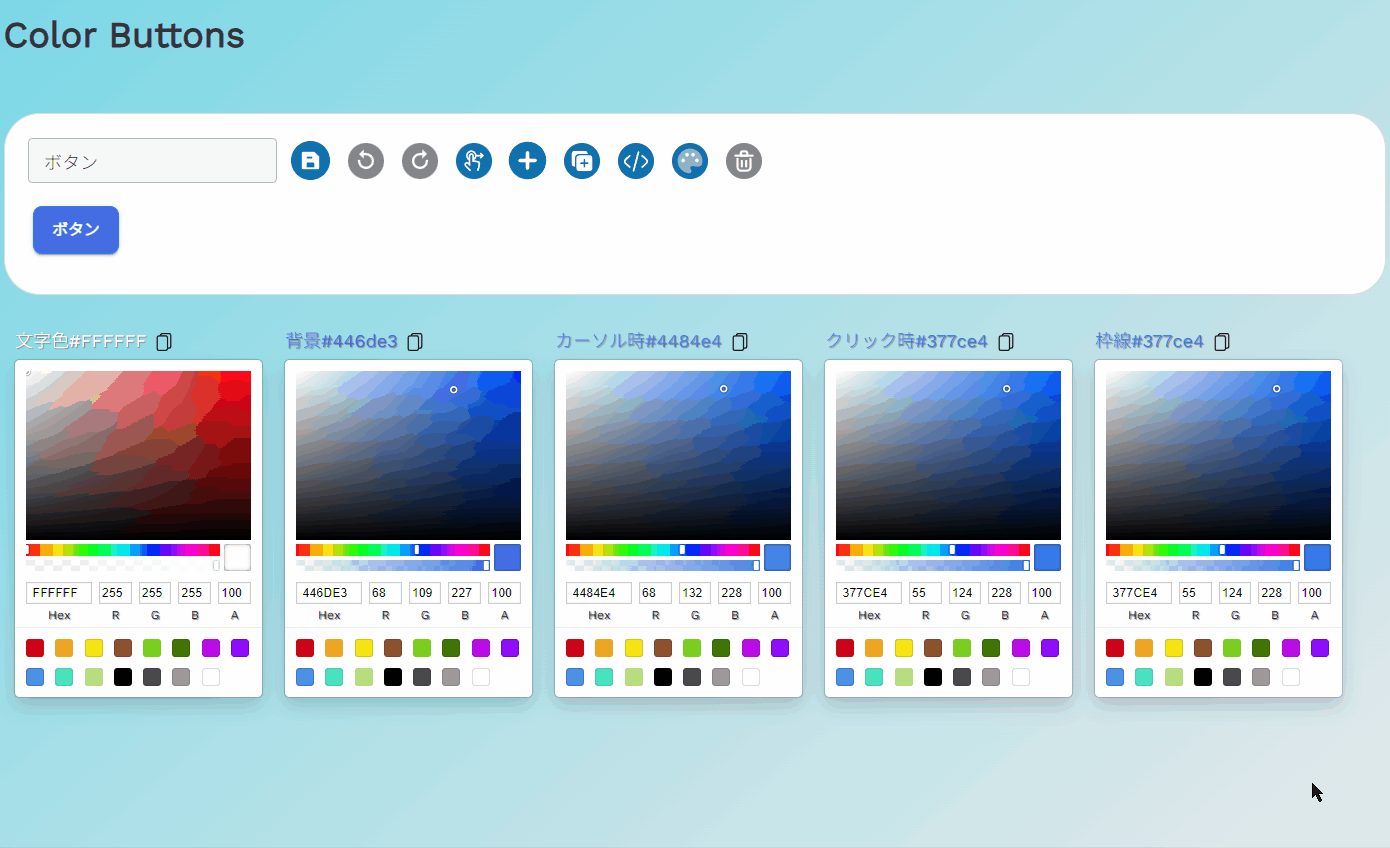 Color Buttons
ボタン
ボタン
文字色#FFFFFF 背景#446de3 カーソル時#4484e4 クリック時#377ce4 枠線#377ce4
FFFFFF 255 255 255 100 446DE3 68 109 227 100 4484E4 68 132 228 100 377CE4 55 124 228 100 377CE4 55 124 228 100
Hex R G B A Hex R G B A Hex R G B A Hex R G B A Hex R G B A